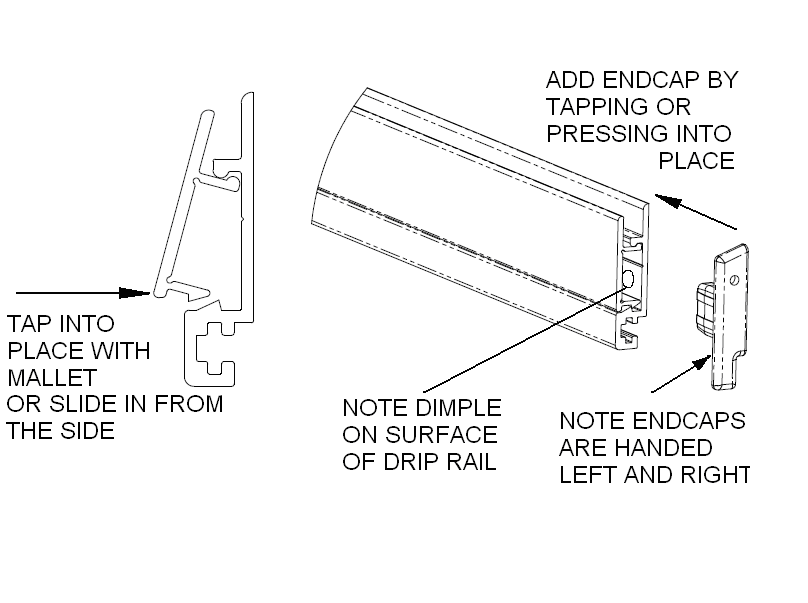 ADD ENDCAP BY
TAPPING OR
PRESSING INTO
PLACE
TAP INTO
PLACE WITH
MALLET
OR SLIDE IN FROM
THE SIDE
NOTE DIMPLE
ON SURFACE
OF DRIP RAIL
NOTE ENDCAPS
ARE HANDED
LEFT AND RIGHT